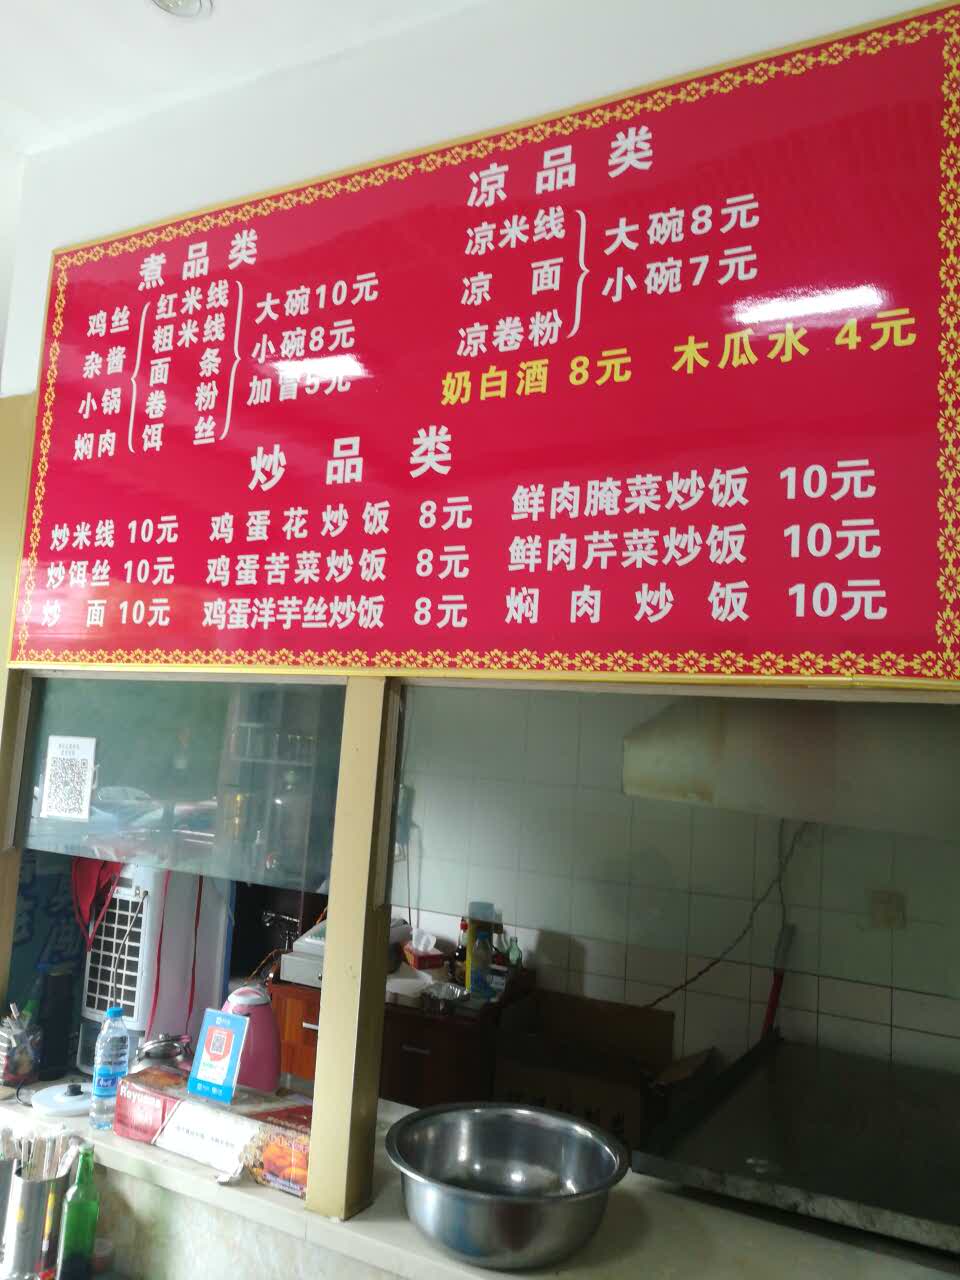 煮品类
鸡丝
杂酱
小锅
焖肉
红米线
粗米线
面条
卷粉
饵丝
大碗10元
小碗8元
加冒5元
凉品类
凉米线
凉面
凉卷粉
大碗8元
小碗7元
奶白酒 8元 木瓜水 4元
炒品类
炒米线 10元 鸡蛋花炒饭 8元 鲜肉腌菜炒饭 10元
炒饵丝 10元 鸡蛋苦菜炒饭 8元 鲜肉芹菜炒饭 10元
炒面 10元 鸡蛋洋芋丝炒饭 8元 焖肉炒饭 10元